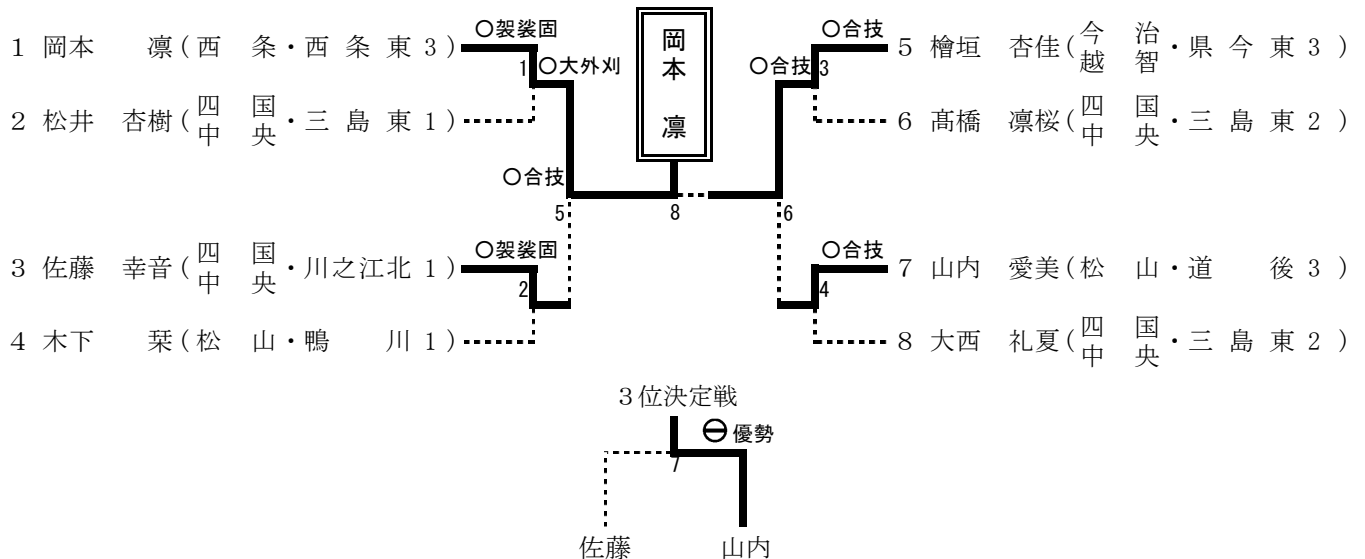 岡本 凛
1 岡本 凛(西条・西条東3)
○袈裟固
1
○大外刈
2 松井 杏樹(四国中央・三島東1)
○合技
5
3 佐藤 幸音(四国中央・川之江北1)
○袈裟固
2
4 木下 栞(松山・鴨川1)
8
○合技
5 檜垣 杏佳(今治越智・県今東3)
○合技
3
6 髙橋 凛桜(四国中央・三島東2)
6
○合技
7 山内 愛美(松山・道後3)
4
8 大西 礼夏(四国中央・三島東2)
3位決定戦
優勢
7
佐藤 山内